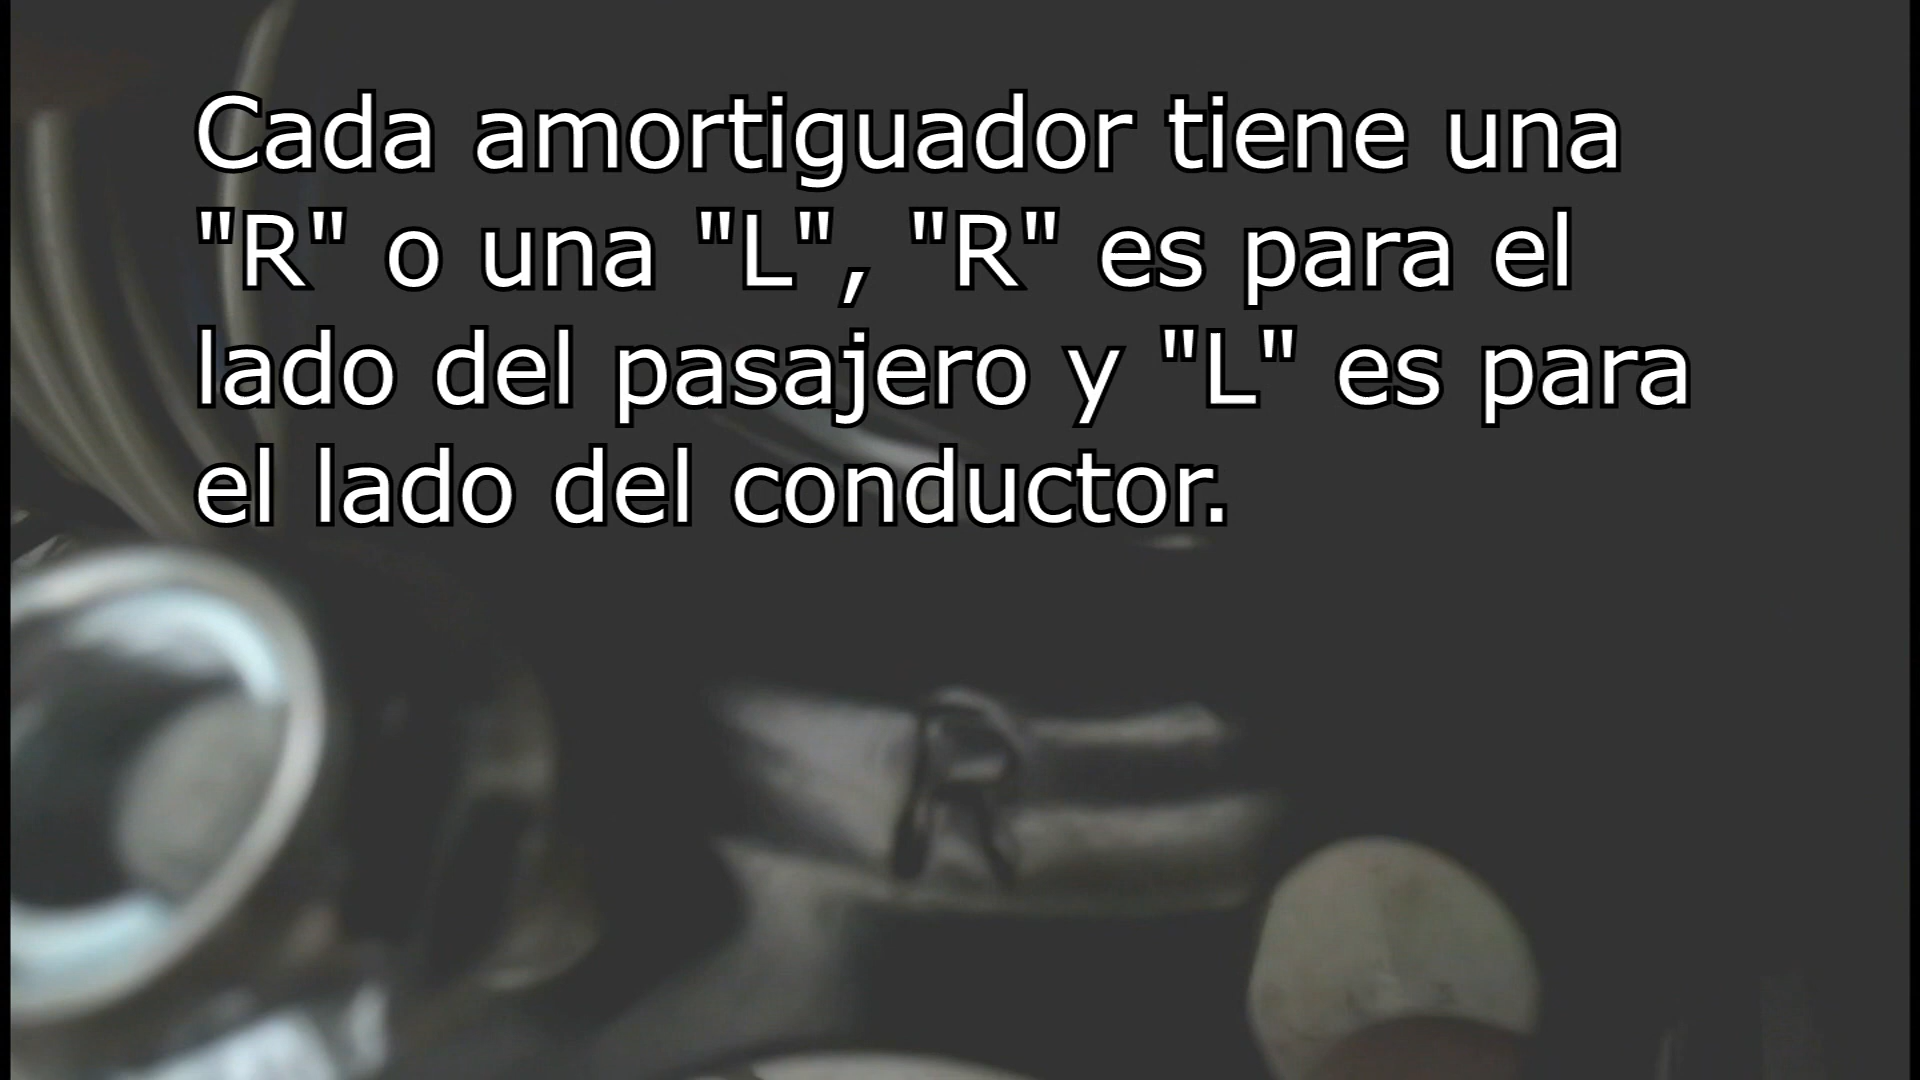 Cada amortiguador tiene una
"R" o una "L", "R" es para el
lado del pasajero y "L" es para
el lado del conductor.
R